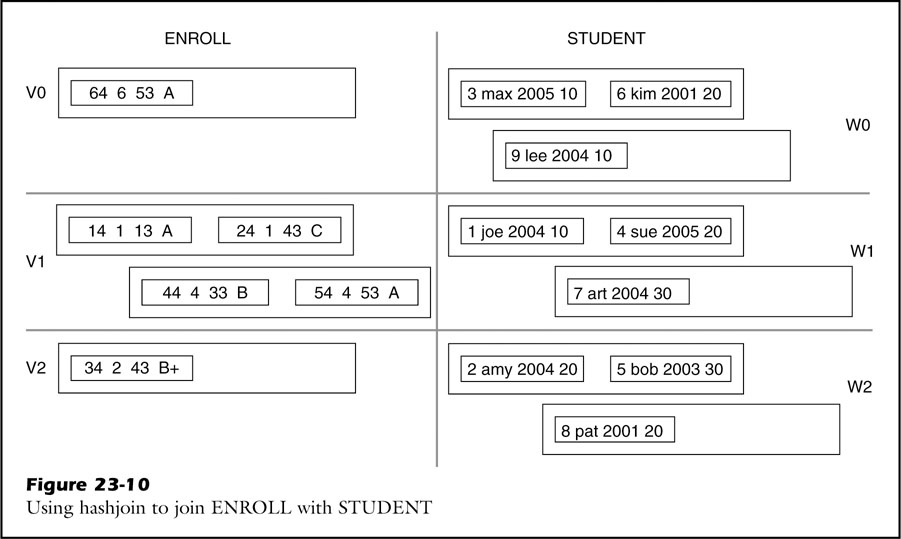 ENROLL STUDENT
V0 64 6 53 A 3 max 2005 10 6 kim 2001 20
W0
9 lee 2004 10
14 1 13 A 24 1 43 C 1 joe 2004 10 4 sue 2005 20
V1 W1
44 4 33 B 54 4 53 A 7 art 2004 30
V2 34 2 43 B+ 2 amy 2004 20 5 bob 2003 30
W2
8 pat 2001 20
Figure 23-10
Using hashjoin to join ENROLL with STUDENT